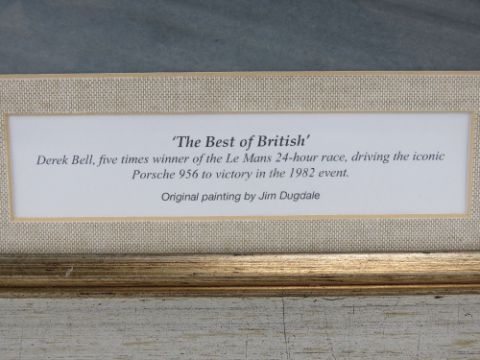 ‘The Best of British’
Derek Bell, five times winner of the Le Mans 24-hour race, driving the iconic
Porsche 956 to victory in the 1982 event.
Original painting by Jim Dugdale